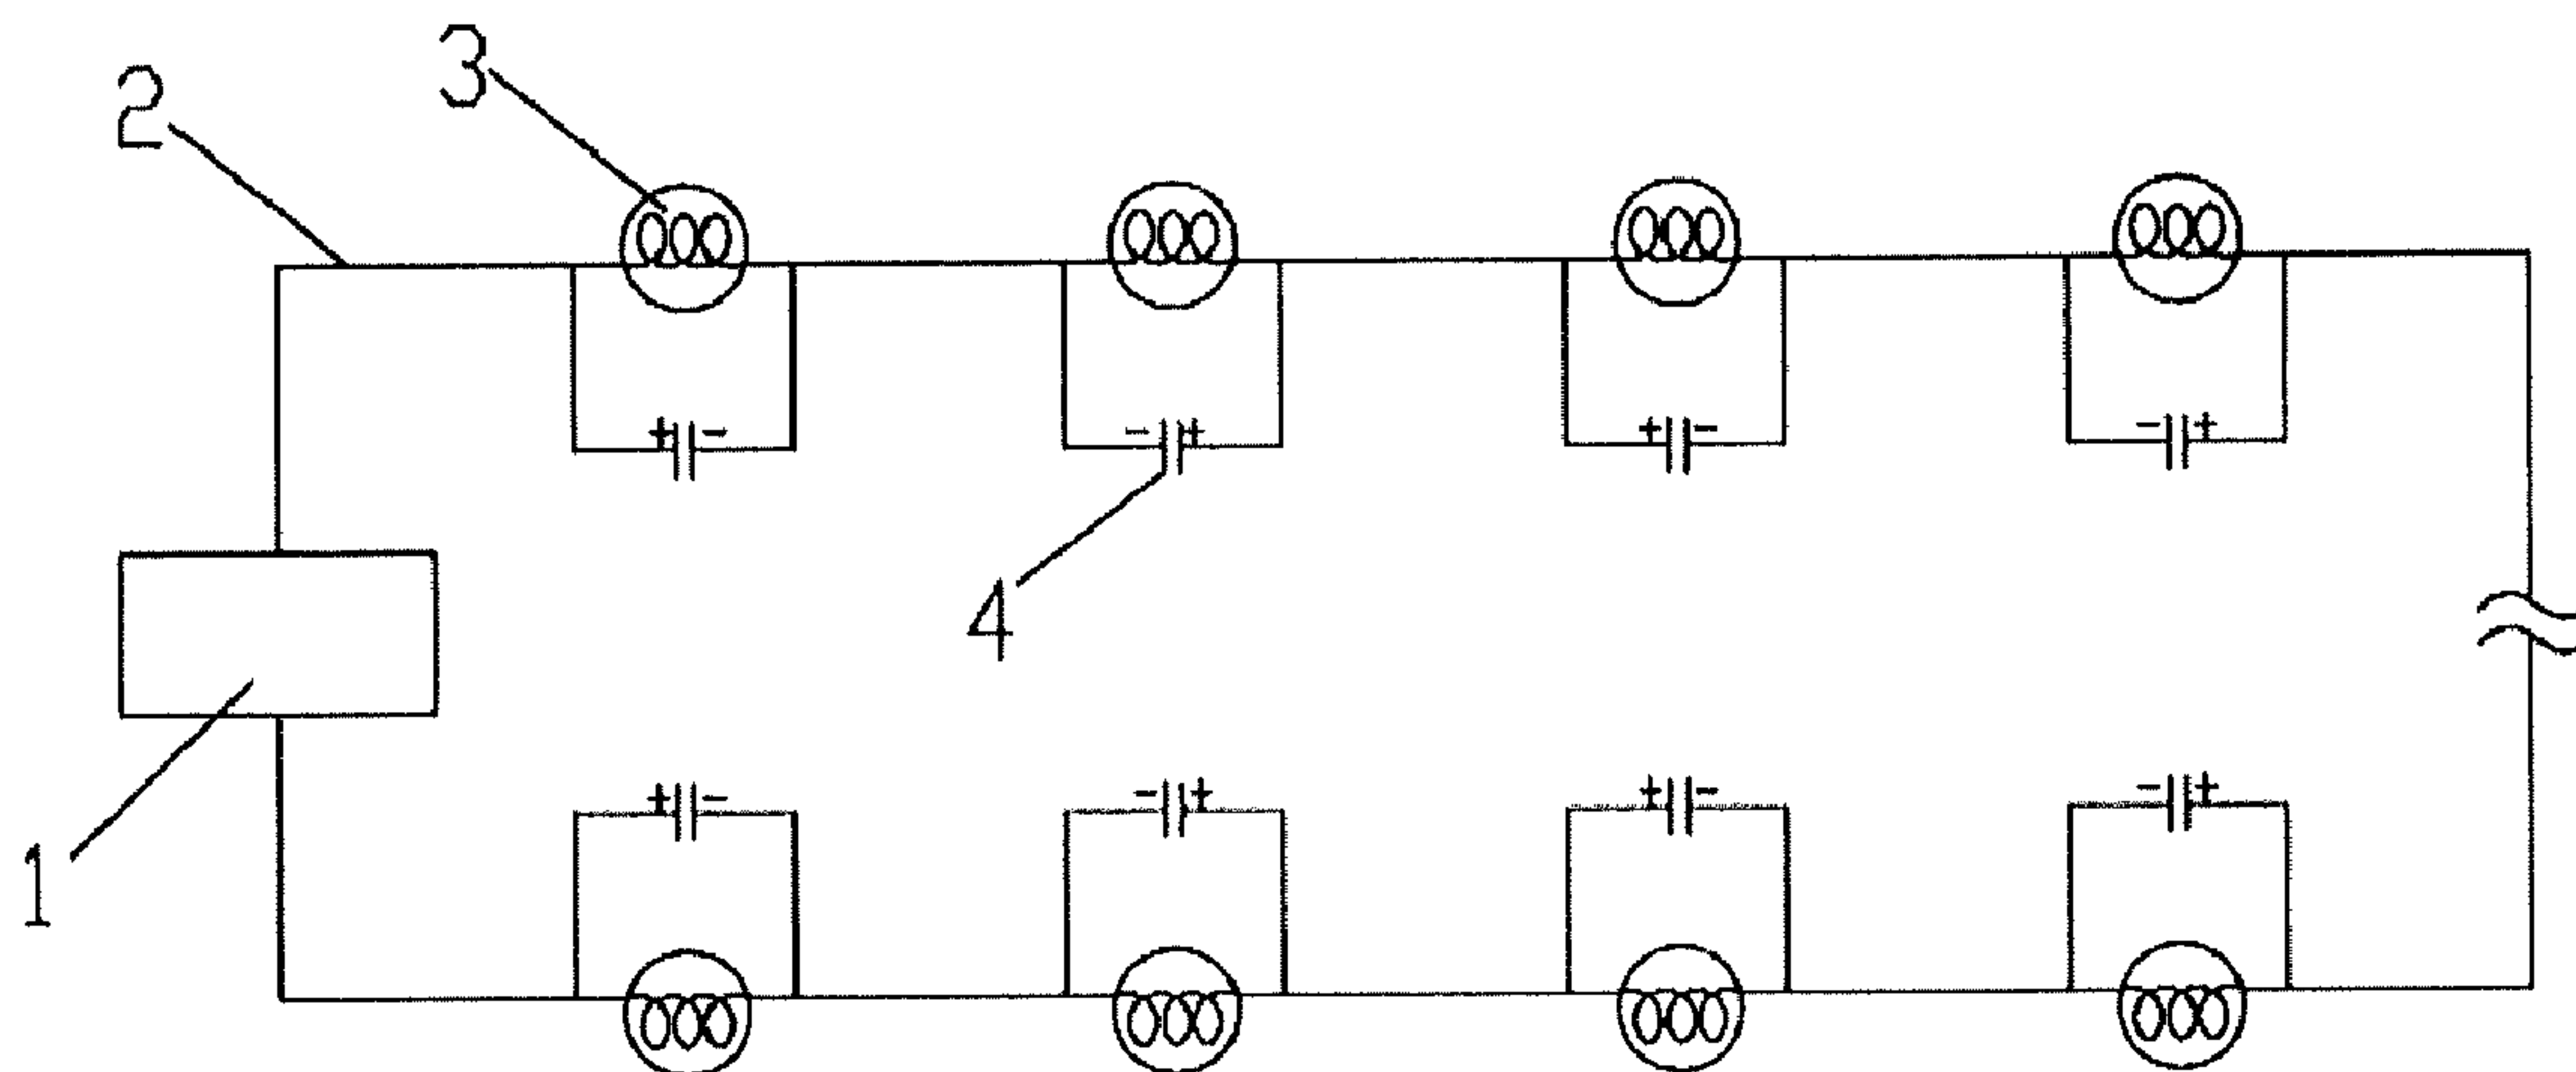 3
2
+ - - + + - - +
4
+ - - + + - - +
1